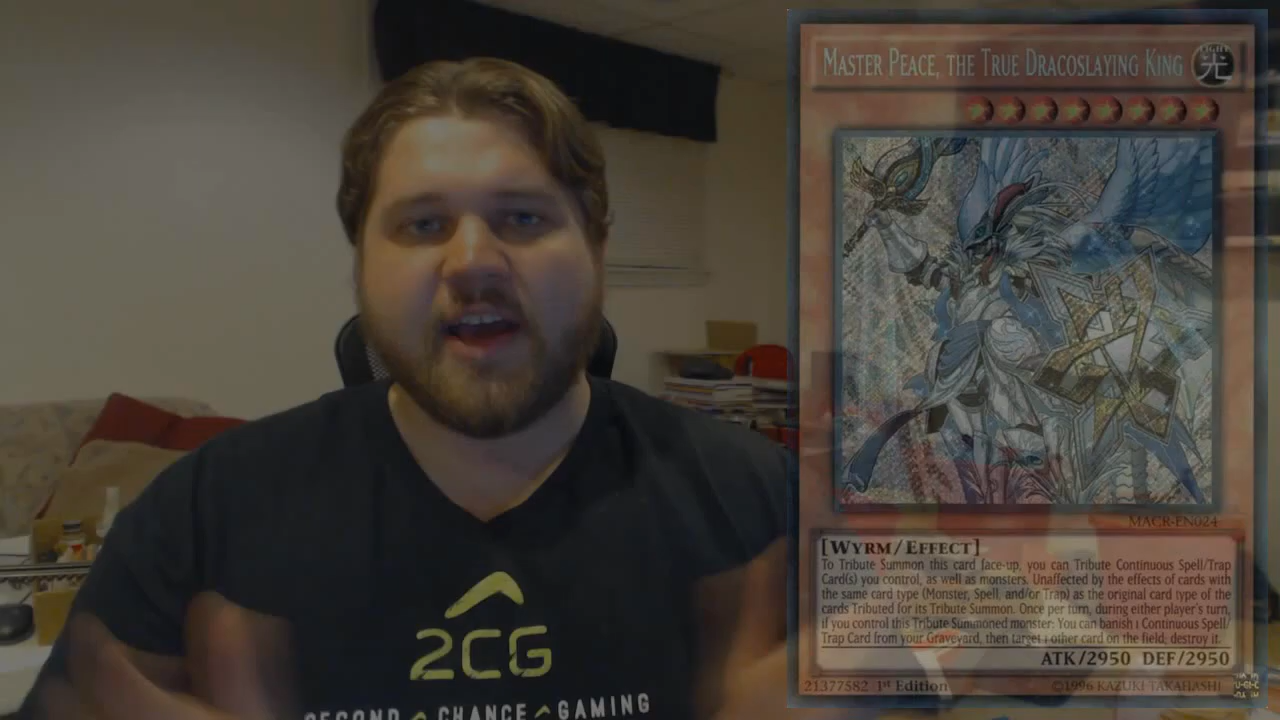 MASTER PEACE, THE TRUE DRACOSLAYING KING
LIGHT
光
MACR-EN024
[WYRM/EFFECT]
To Tribute Summon this card face-up, you can Tribute Continuous Spell/Trap
Card(s) you control, as well as monsters. Unaffected by the effects of cards with
the same card type (Monster, Spell, and/or Trap) as the original card type of the
cards Tributed for its Tribute Summon. Once per turn, during either player's turn,
if you control this Tribute Summoned monster: You can banish 1 Continuous Spell/
Trap Card from your Graveyard, then target 1 other card on the field; destroy it.
ATK/2950 DEF/2950
21377582 1st Edition
©1996 KAZUKI TAKAHASHI
2CG
SECOND CHANCE GAMING